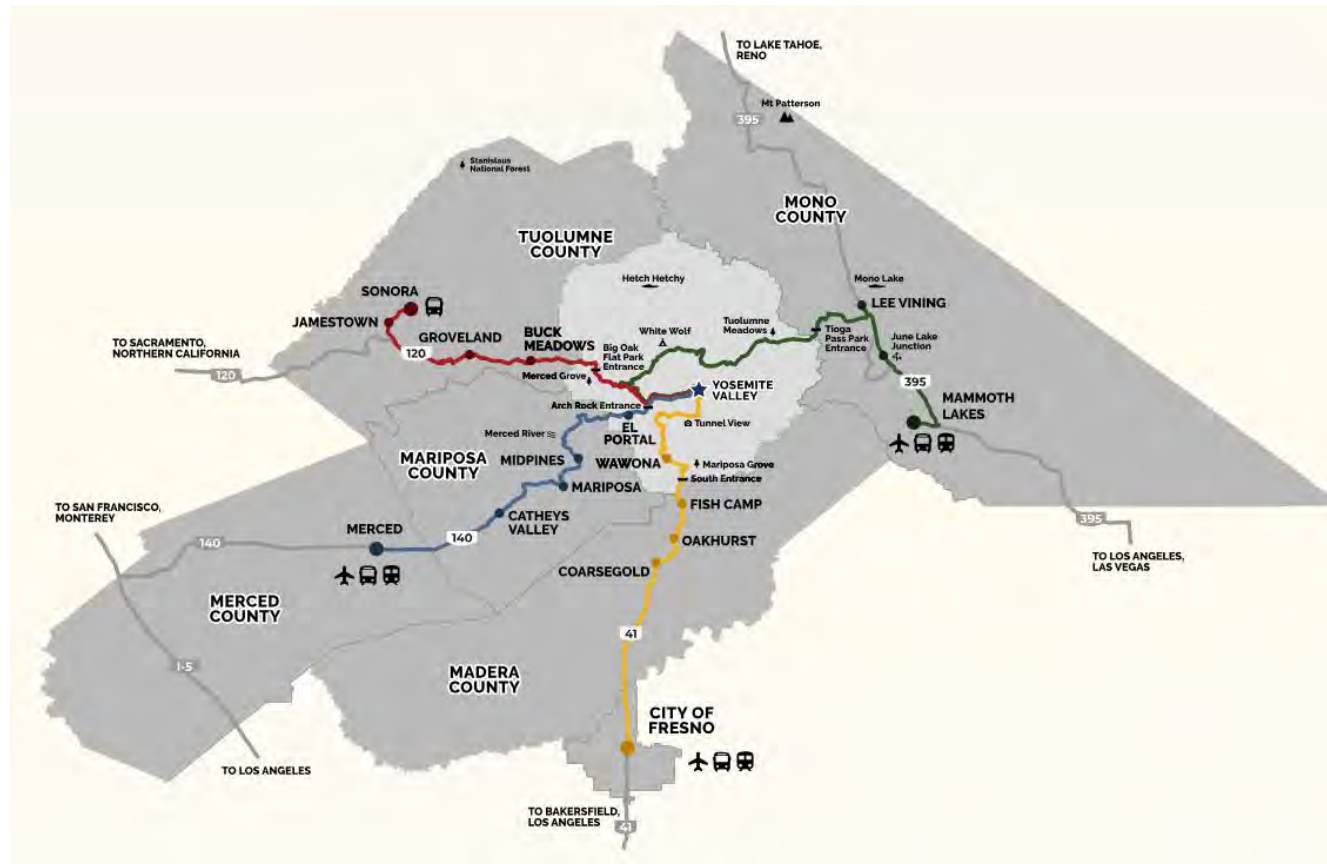 TO LAKE TAHOE,
RENO
Mt Patterson
395
Stanislaus
National Forest
MONO
COUNTY
TUOLUMNE
COUNTY
Hetch Hetchy
Mono Lake
SONORA
LEE VINING
JAMESTOWN
Tuolumne
Meadows
White Wolf
GROVELAND
BUCK
MEADOWS
Big Oak
Flat Park
Entrance
Tioga
Pass Park
Entrance
June Lake
Junction
TO SACRAMENTO,
NORTHERN CALIFORNIA
120
120
Merced Grove
395
YOSEMITE
VALLEY
MAMMOTH
LAKES
Arch Rock Entrance
EL
PORTAL
Tunnel View
Merced River
MARIPOSA
COUNTY
MIDPINES
WAWONA
Mariposa Grove
South Entrance
MARIPOSA
FISH CAMP
TO SAN FRANCISCO,
MONTEREY
CATHEYS
VALLEY
MERCED
395
140
140
OAKHURST
TO LOS ANGELES,
LAS VEGAS
COARSEGOLD
MERCED
COUNTY
41
I-5
MADERA
COUNTY
CITY OF
FRESNO
TO LOS ANGELES
TO BAKERSFIELD,
LOS ANGELES
41